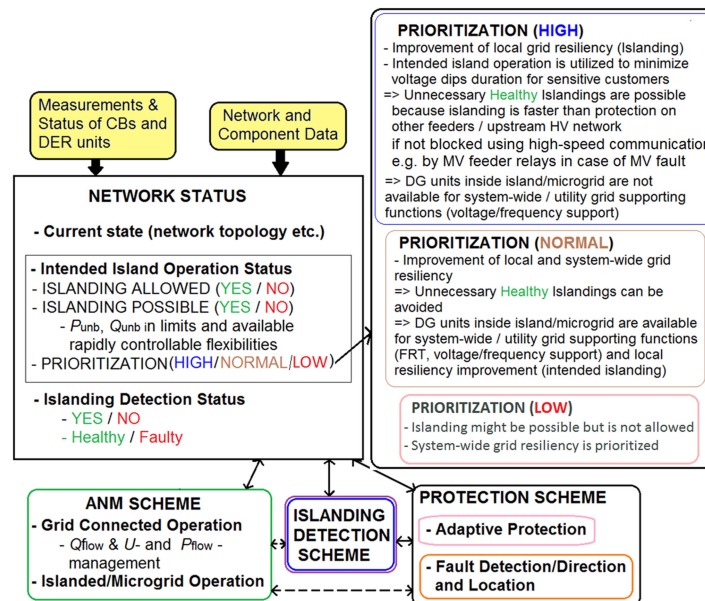 Measurements &
Status of CBs and
DER units
Network and
Component Data
NETWORK STATUS
- Current state (network topology etc.)
- Intended Island Operation Status
- ISLANDING ALLOWED (YES / NO)
- ISLANDING POSSIBLE (YES / NO)
- Punb, Qunb in limits and available
rapidly controllable flexibilities
- PRIORITIZATION (HIGH/NORMAL/LOW)
- Islanding Detection Status
- YES / NO
- Healthy / Faulty
PRIORITIZATION (HIGH)
- Improvement of local grid resiliency (Islanding)
- Intended island operation is utilized to minimize
voltage dips duration for sensitive customers
=> Unnecessary Healthy Islandings are possible
because islanding is faster than protection on
other feeders / upstream HV network
if not blocked using high-speed communication
e.g. by MV feeder relays in case of MV fault
=> DG units inside island/microgrid are not
available for system-wide / utility grid supporting
functions (voltage/frequency support)
PRIORITIZATION (NORMAL)
- Improvement of local and system-wide grid
resiliency
=> Unnecessary Healthy Islandings can be
avoided
=> DG units inside island/microgrid are available
for system-wide / utility grid supporting functions
(FRT, voltage/frequency support) and local
resiliency improvement (intended islanding)
PRIORITIZATION (LOW)
- Islanding might be possible but is not allowed
- System-wide grid resiliency is prioritized
ANM SCHEME
- Grid Connected Operation
- Qflow & U- and Pflow -
management
- Islanded/Microgrid Operation
ISLANDING
DETECTION
SCHEME
PROTECTION SCHEME
- Adaptive Protection
- Fault Detection/Direction
and Location